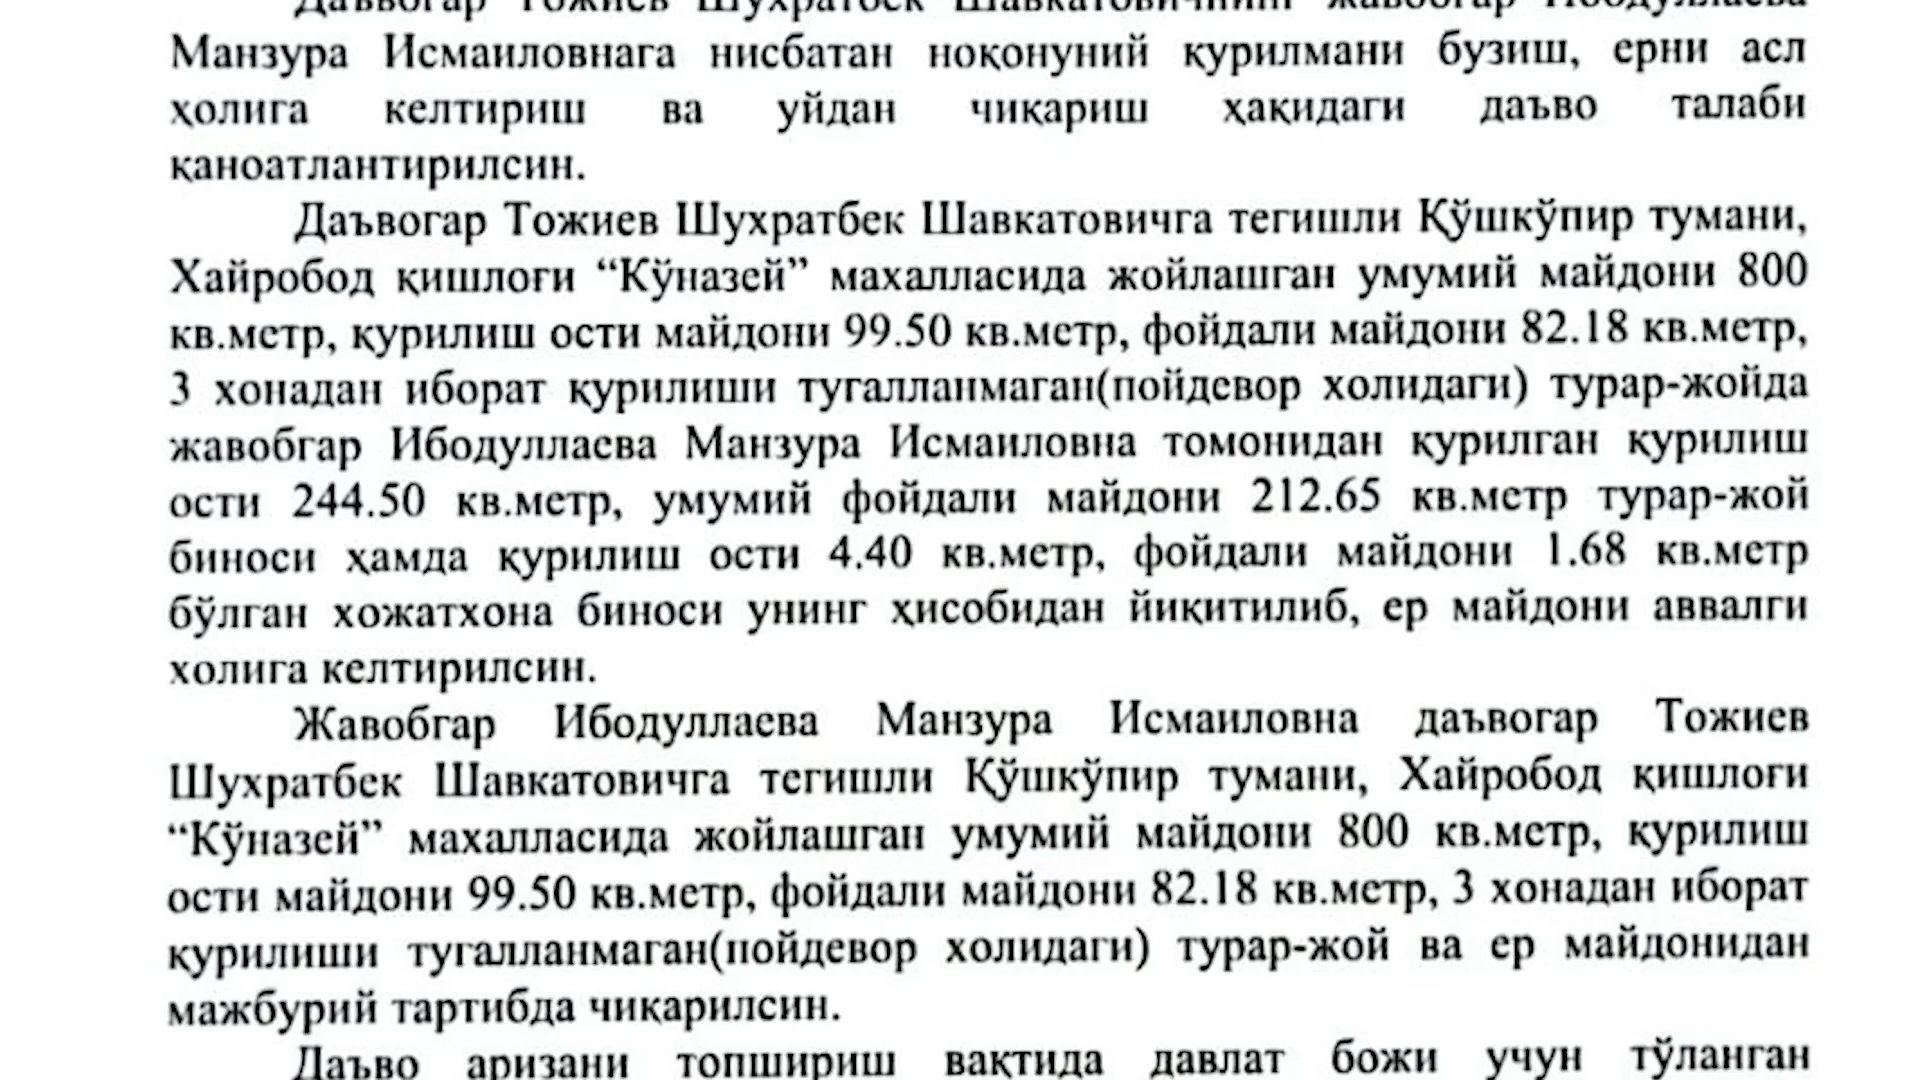 Даъвогар Тожиев Шухратбек Шавкатовичнинг жавобгар Ибодуллаева
Манзура Исмаиловнага нисбатан ноқонуний қурилмани бузиш, ерни асл
ҳолига келтириш ва уйдан чиқариш ҳақидаги даъво талаби
қаноатлантирилсин.
Даъвогар Тожиев Шухратбек Шавкатовичга тегишли Қўшкўпир тумани,
Хайробод қишлоғи “Кўназей” махалласида жойлашган умумий майдони 800
кв.метр, қурилиш ости майдони 99.50 кв.метр, фойдали майдони 82.18 кв.метр,
3 хонадан иборат қурилиши тугалланмаган(пойдевор холидаги) турар-жойда
жавобгар Ибодуллаева Манзура Исмаиловна томонидан қурилган қурилиш
ости 244.50 кв.метр, умумий фойдали майдони 212.65 кв.метр турар-жой
биноси ҳамда қурилиш ости 4.40 кв.метр, фойдали майдони 1.68 кв.метр
бўлган хожатхона биноси унинг ҳисобидан йиқитилиб, ер майдони аввалги
холига келтирилсин.
Жавобгар Ибодуллаева Манзура Исмаиловна даъвогар Тожиев
Шухратбек Шавкатовичга тегишли Қўшкўпир тумани, Хайробод қишлоғи
“Кўназей” махалласида жойлашган умумий майдони 800 кв.метр, қурилиш
ости майдони 99.50 кв.метр, фойдали майдони 82.18 кв.метр, 3 хонадан иборат
қурилиши тугалланмаган(пойдевор холидаги) турар-жой ва ер майдонидан
мажбурий тартибда чиқарилсин.
Даъво аризани топшириш вақтида давлат божи учун тўланган